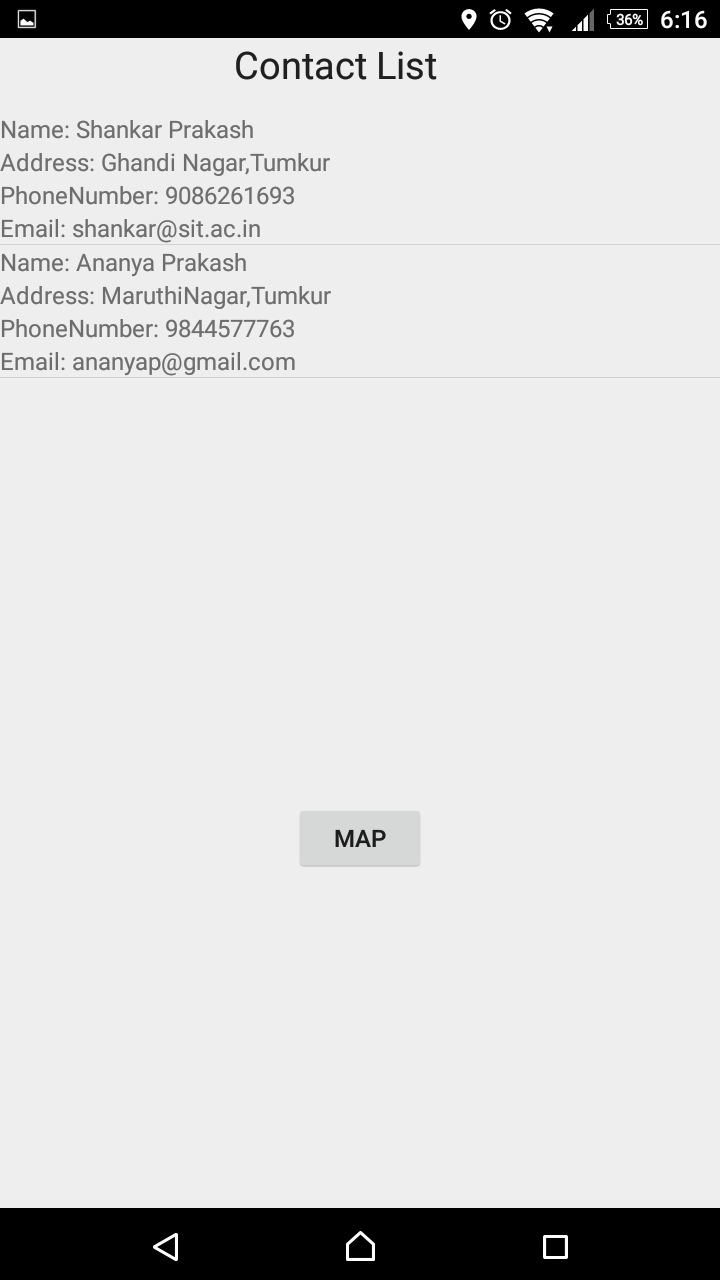 36% 6:16
Contact List
Name: Shankar Prakash
Address: Ghandi Nagar,Tumkur
PhoneNumber: 9086261693
Email: shankar@sit.ac.in
Name: Ananya Prakash
Address: MaruthiNagar,Tumkur
PhoneNumber: 9844577763
Email: ananyap@gmail.com
MAP